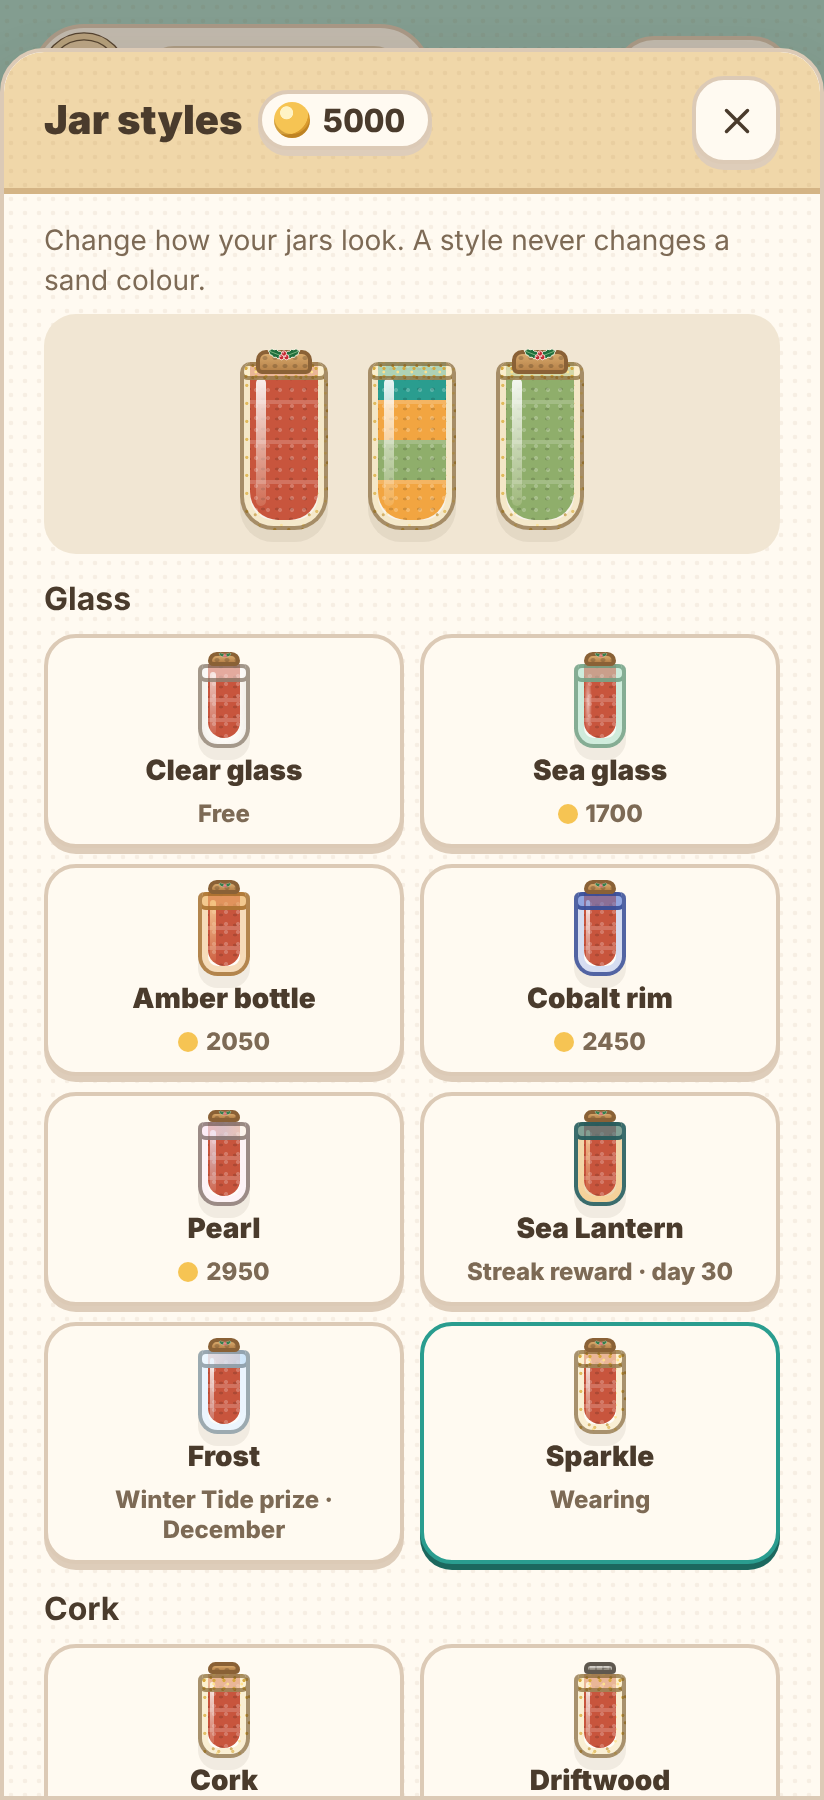 Jar styles
5000
Change how your jars look. A style never changes a
sand colour.
Glass
Clear glass
Free
Sea glass
1700
Amber bottle
2050
Cobalt rim
2450
Pearl
2950
Sea Lantern
Streak reward · day 30
Frost
Winter Tide prize ·
December
Sparkle
Wearing
Cork
Cork
Driftwood